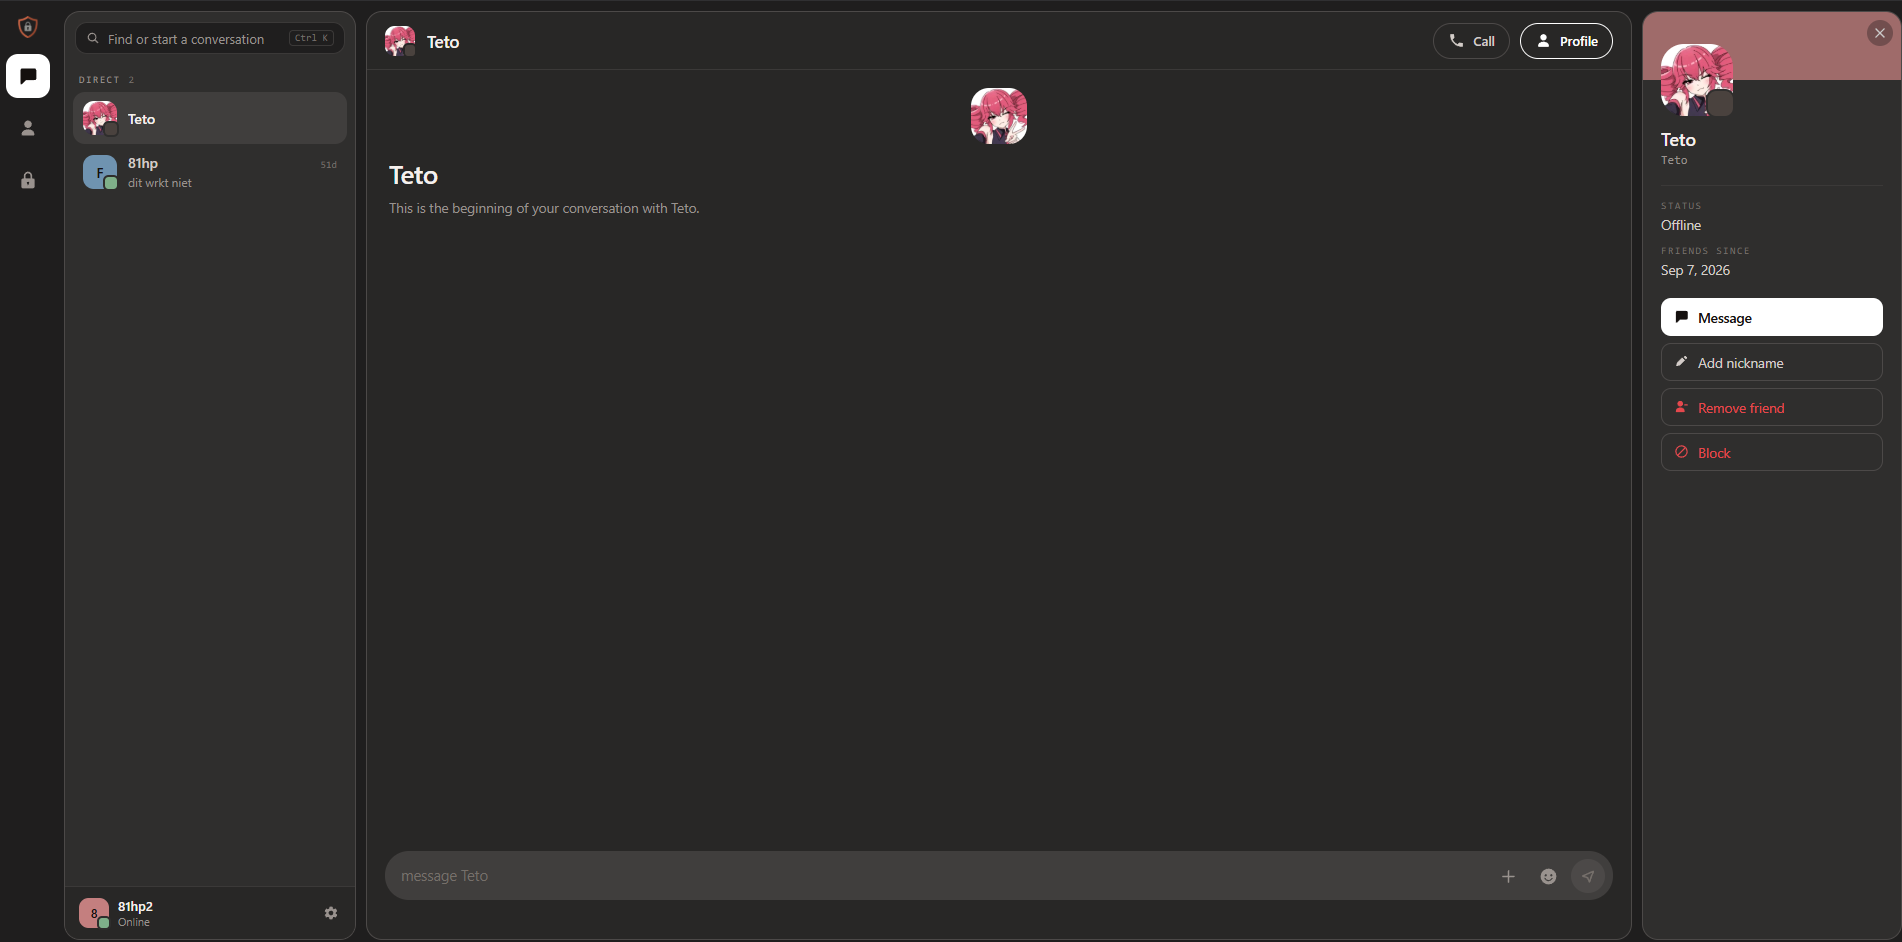 Find or start a conversation
Ctrl K
DIRECT 2
Teto
81hp
51d
F
dit wrkt niet
8
81hp2
Online
Teto
Call
Profile
Teto
This is the beginning of your conversation with Teto.
message Teto
Teto
Teto
STATUS
Offline
FRIENDS SINCE
Sep 7, 2026
Message
Add nickname
Remove friend
Block